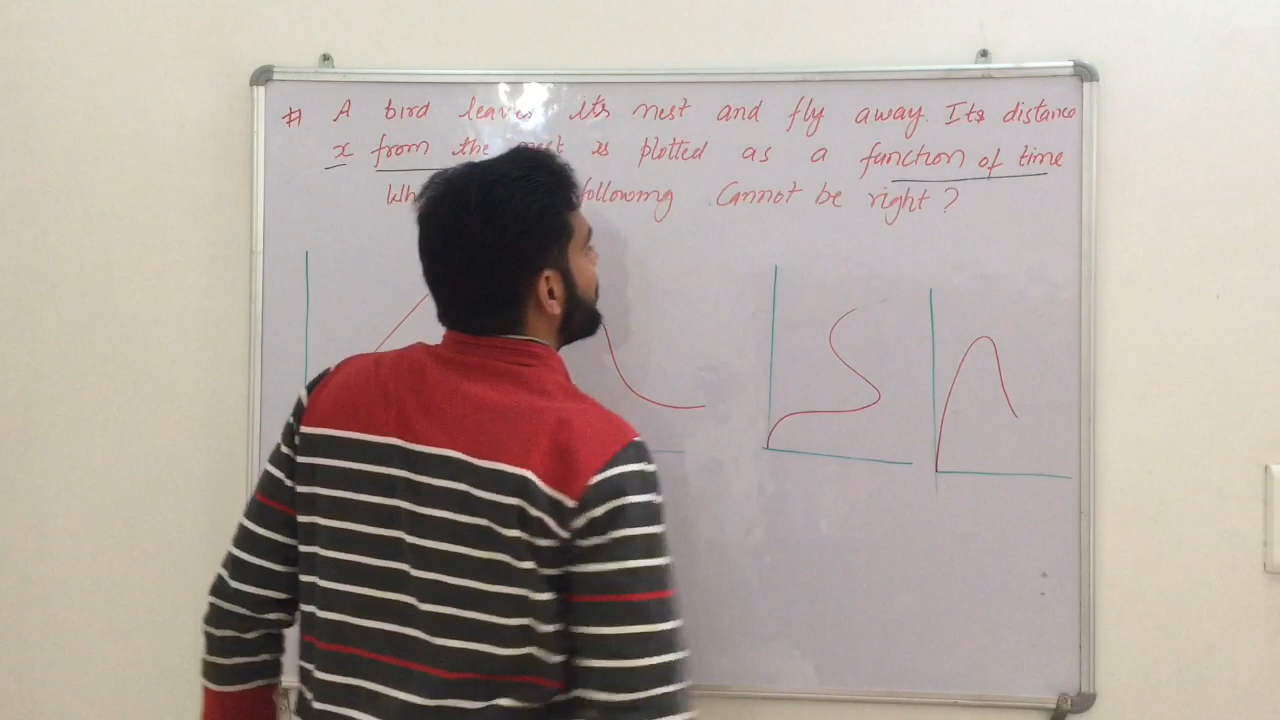 # A bird leaves its nest and fly away. Its distance
x from the nest is plotted as a function of time
following Cannot be right ?